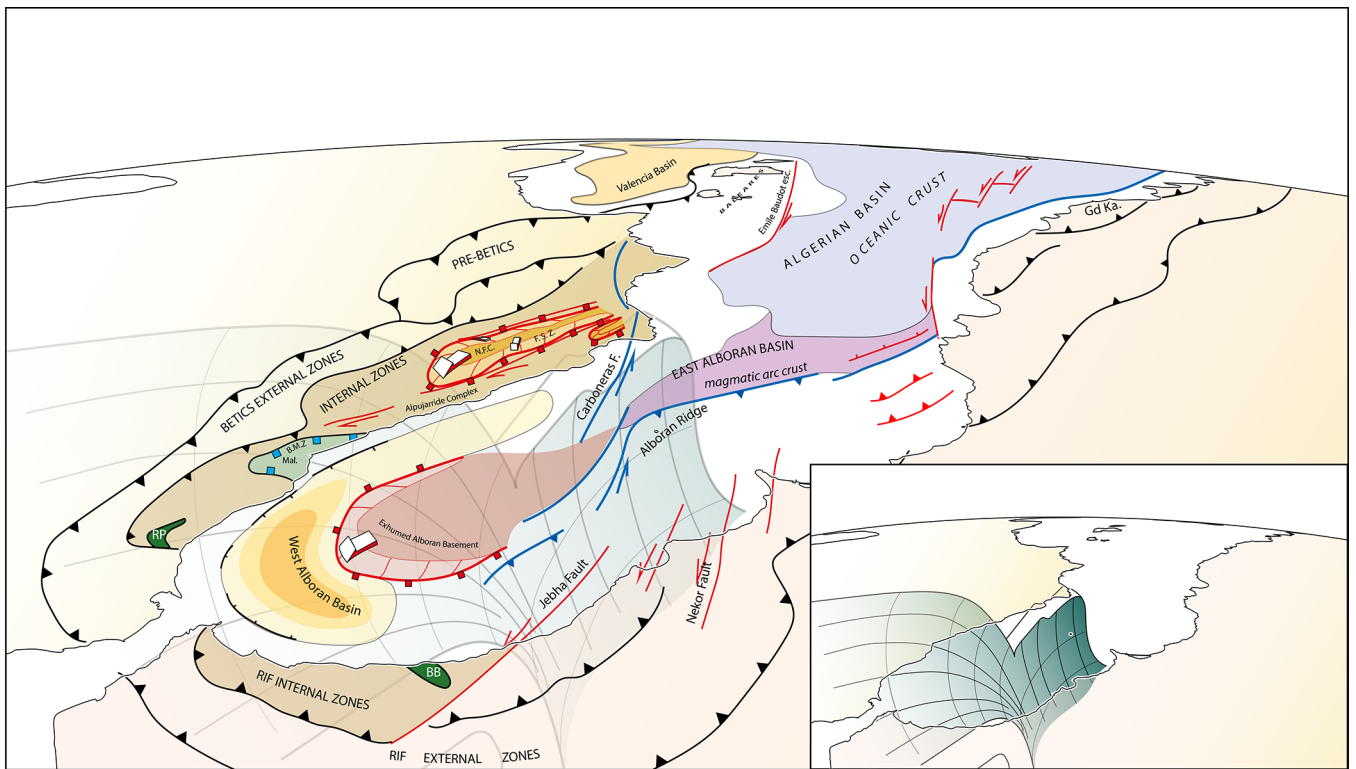 Valencia Basin
BALEARES
Emile Baudot esc.
ALGERIAN BASIN
OCEANIC CRUST
Gd Ka.
PRE-BETICS
BETICS EXTERNAL ZONES
INTERNAL ZONES
N.F.C.
F.S.Z.
Alpujarride Complex
Carboneras F.
EAST ALBORAN BASIN
magmatic arc crust
Alboran Ridge
B.M.Z
Mal.
RP
Exhumed Alboran Basement
West Alboran Basin
Jebha Fault
Nekor Fault
BB
RIF INTERNAL ZONES
RIF EXTERNAL ZONES